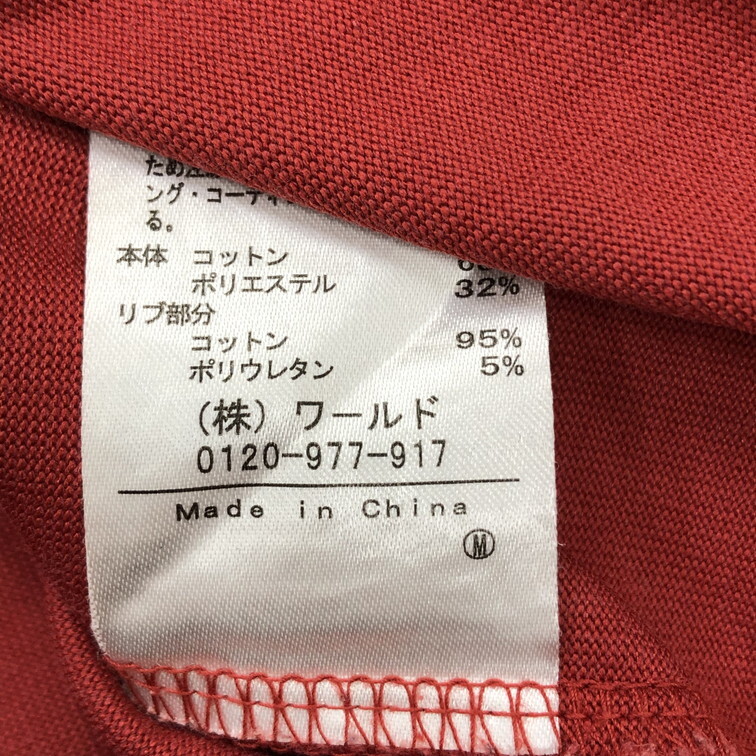 ため
ング・コーティ
る。
本体 コットン
ポリエステル 32%
リブ部分
コットン 95%
ポリウレタン 5%
(株) ワールド
0120-977-917
Made in China
M